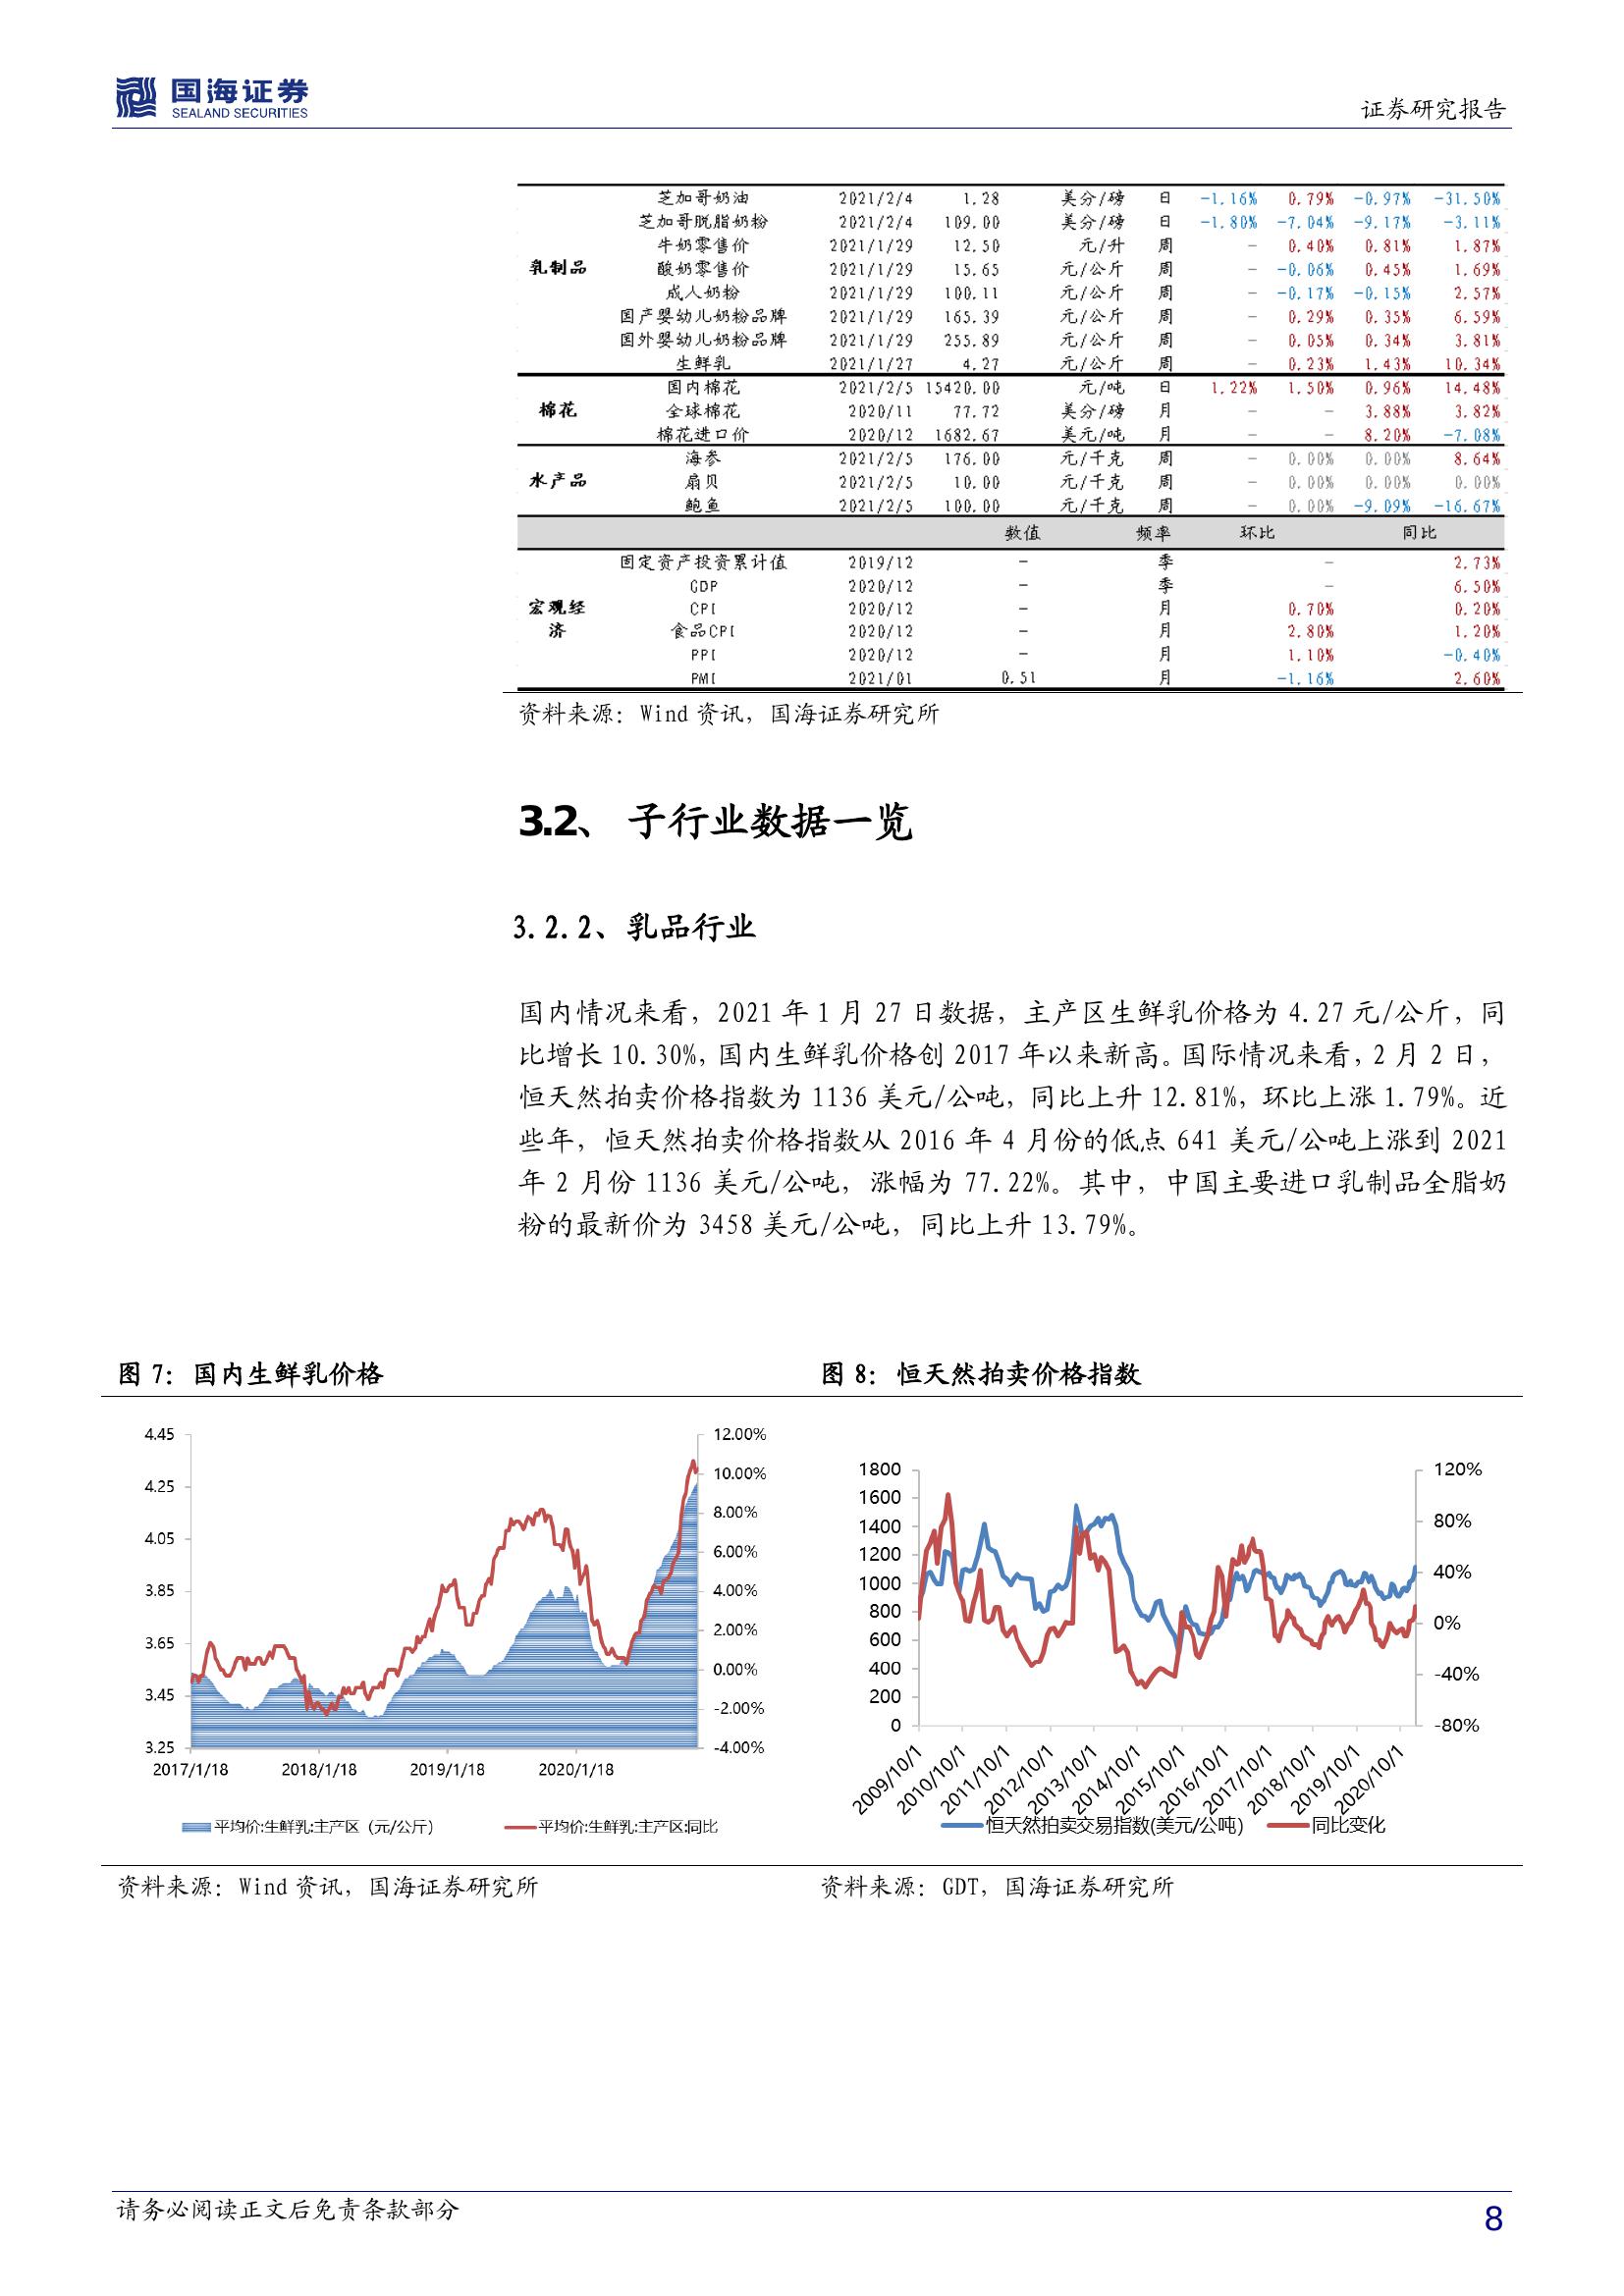 国海证券
SEALAND SECURITIES
证券研究报告
芝加哥奶油 2021/2/4 1.28 美分/磅 日 -1.16% 0.79% -0.97% -31.50%
芝加哥脱脂奶粉 2021/2/4 109.00 美分/磅 日 -1.80% -7.04% -9.17% -3.11%
牛奶零售价 2021/1/29 12.50 元/升 周 - 0.40% 0.81% 1.87%
乳制品 酸奶零售价 2021/1/29 15.65 元/公斤 周 - -0.06% 0.45% 1.69%
成人奶粉 2021/1/29 100.11 元/公斤 周 - -0.17% -0.15% 2.57%
国产婴幼儿奶粉品牌 2021/1/29 165.39 元/公斤 周 - 0.29% 0.35% 6.59%
国外婴幼儿奶粉品牌 2021/1/29 255.89 元/公斤 周 - 0.05% 0.34% 3.81%
生鲜乳 2021/1/27 4.27 元/公斤 周 - 0.23% 1.43% 10.34%
国内棉花 2021/2/5 15420.00 元/吨 日 1.22% 1.50% 0.96% 14.48%
棉花 全球棉花 2020/11 77.72 美分/磅 月 - - 3.88% 3.82%
棉花进口价 2020/12 1682.67 美元/吨 月 - - 8.20% -7.08%
海参 2021/2/5 176.00 元/千克 周 - 0.00% 0.00% 8.64%
水产品 扇贝 2021/2/5 10.00 元/千克 周 - 0.00% 0.00% 0.00%
鲍鱼 2021/2/5 100.00 元/千克 周 - 0.00% -9.09% -16.67%
数值 频率 环比 同比
固定资产投资累计值 2019/12 - 季 - 2.73%
GDP 2020/12 - 季 - 6.50%
宏观经 CPI 2020/12 - 月 0.70% 0.20%
济 食品CPI 2020/12 - 月 2.80% 1.20%
PPI 2020/12 - 月 1.10% -0.40%
PMI 2021/01 0.51 月 -1.16% 2.60%
资料来源：Wind 资讯，国海证券研究所
3.2、 子行业数据一览
3.2.2、乳品行业
国内情况来看，2021 年 1 月 27 日数据，主产区生鲜乳价格为 4.27 元/公斤，同
比增长 10.30%，国内生鲜乳价格创 2017 年以来新高。国际情况来看，2 月 2 日，
恒天然拍卖价格指数为 1136 美元/公吨，同比上升 12.81%，环比上涨 1.79%。近
些年，恒天然拍卖价格指数从 2016 年 4 月份的低点 641 美元/公吨上涨到 2021
年 2 月份 1136 美元/公吨，涨幅为 77.22%。其中，中国主要进口乳制品全脂奶
粉的最新价为 3458 美元/公吨，同比上升 13.79%。
图 7：国内生鲜乳价格
4.45
4.25
4.05
3.85
3.65
3.45
3.25
12.00%
10.00%
8.00%
6.00%
4.00%
2.00%
0.00%
-2.00%
-4.00%
2017/1/18 2018/1/18 2019/1/18 2020/1/18
平均价:生鲜乳:主产区（元/公斤） 平均价:生鲜乳:主产区:同比
资料来源：Wind 资讯，国海证券研究所
图 8：恒天然拍卖价格指数
1800
1600
1400
1200
1000
800
600
400
200
0
120%
80%
40%
0%
-40%
-80%
2009/10/1 2010/10/1 2011/10/1 2012/10/1 2013/10/1 2014/10/1 2015/10/1 2016/10/1 2017/10/1 2018/10/1 2019/10/1 2020/10/1
恒天然拍卖交易指数(美元/公吨) 同比变化
资料来源：GDT，国海证券研究所
请务必阅读正文后免责条款部分
8